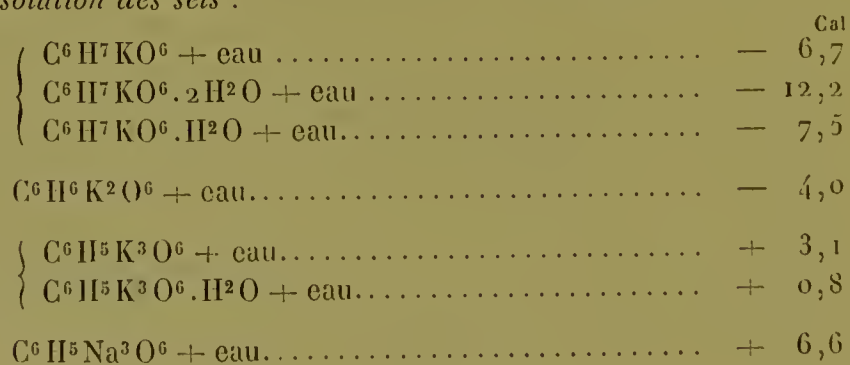 solution des sels :
Cal
C⁶H⁷KO⁶ + eau ........................... — 6,7
C⁶H⁷KO⁶.2H²O + eau ..................... — 12,2
C⁶H⁷KO⁶.H²O + eau....................... — 7,5
C⁶H⁶K²O⁶ + eau............................. — 4,0
C⁶H⁵K³O⁶ + eau........................... + 3,1
C⁶H⁵K³O⁶.H²O + eau...................... + 0,8
C⁶H⁵Na³O⁶ + eau............................ + 6,6